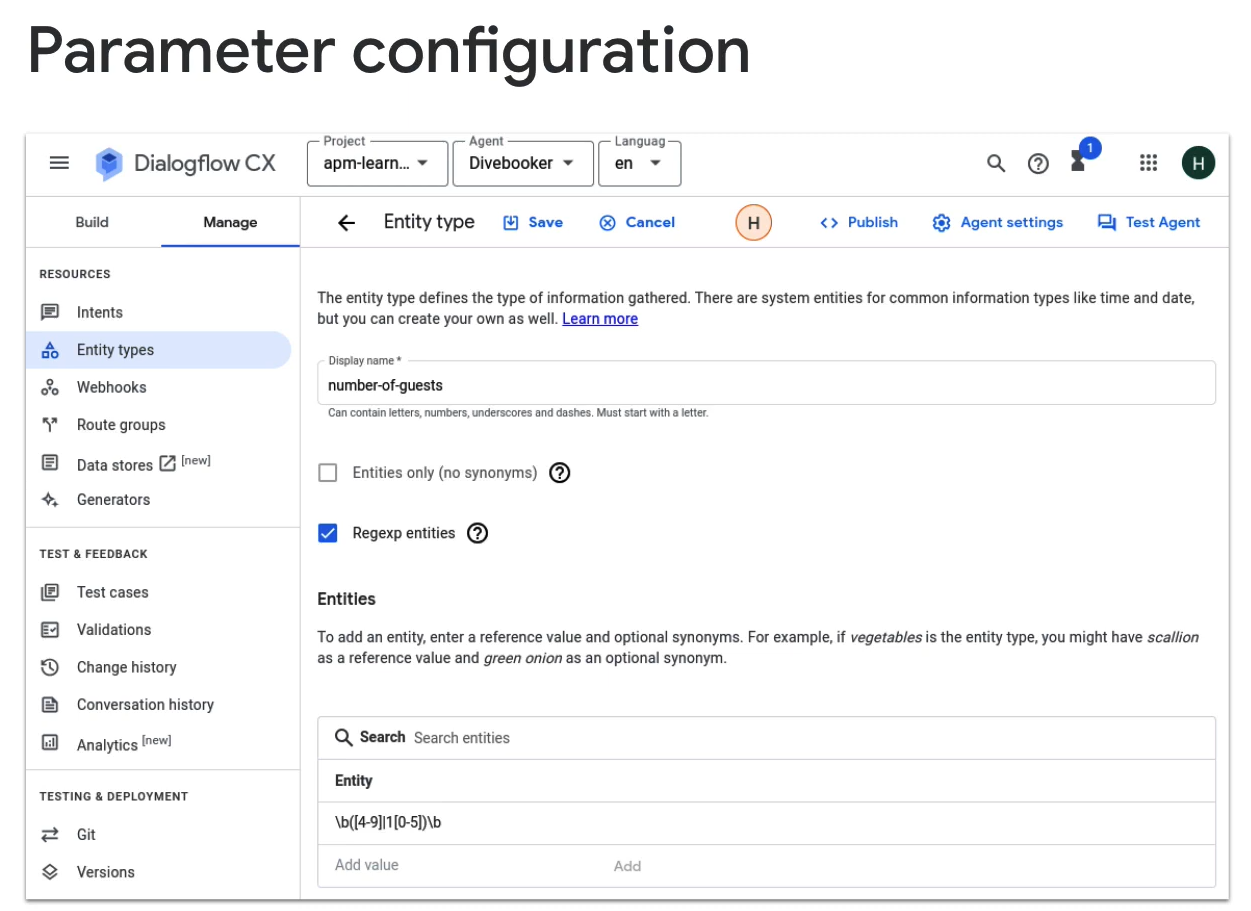 Parameter configuration
Dialogflow CX
Project
apm-learn...
Agent
Divebooker
Languag
en
1
H
Build
Manage
Entity type
Save
Cancel
H
Publish
Agent settings
Test Agent
RESOURCES
Intents
Entity types
Webhooks
Route groups
Data stores [new]
Generators
TEST & FEEDBACK
Test cases
Validations
Change history
Conversation history
Analytics [new]
TESTING & DEPLOYMENT
Git
Versions
The entity type defines the type of information gathered. There are system entities for common information types like time and date,
but you can create your own as well. Learn more
Display name *
number-of-guests
Can contain letters, numbers, underscores and dashes. Must start with a letter.
Entities only (no synonyms)
Regexp entities
Entities
To add an entity, enter a reference value and optional synonyms. For example, if vegetables is the entity type, you might have scallion
as a reference value and green onion as an optional synonym.
Search Search entities
Entity
\b([4-9]|1[0-5])\b
Add value Add